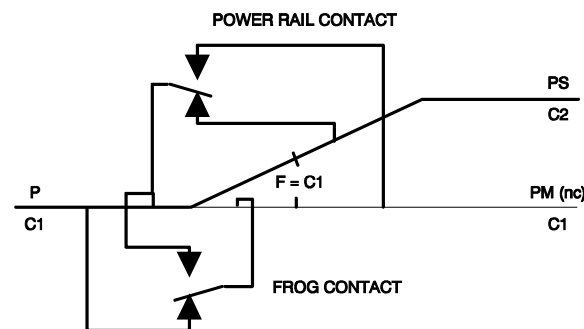 POWER RAIL CONTACT
PS
C2
F = C1
P
PM (nc)
C1
C1
FROG CONTACT